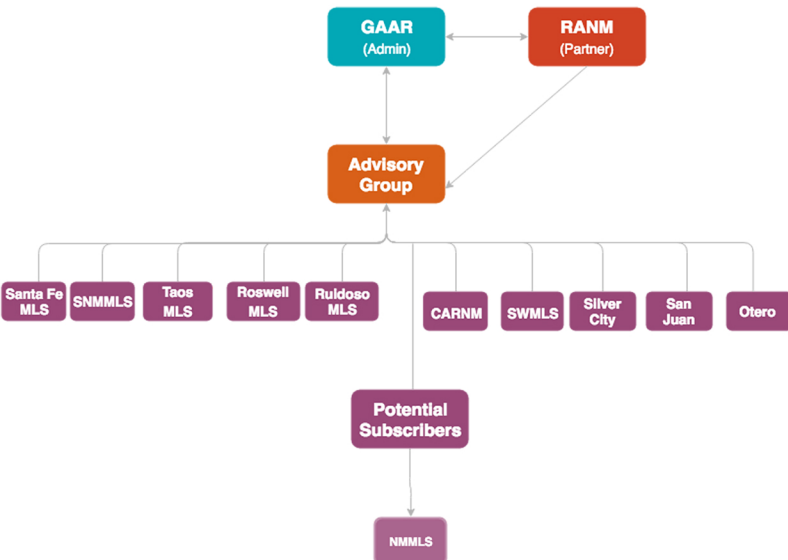 GAAR
(Admin)
RANM
(Partner)
Advisory
Group
Santa Fe
MLS
SNMMLS
Taos
MLS
Roswell
MLS
Ruidoso
MLS
CARNM
SWMLS
Silver
City
San
Juan
Otero
Potential
Subscribers
NMMLS